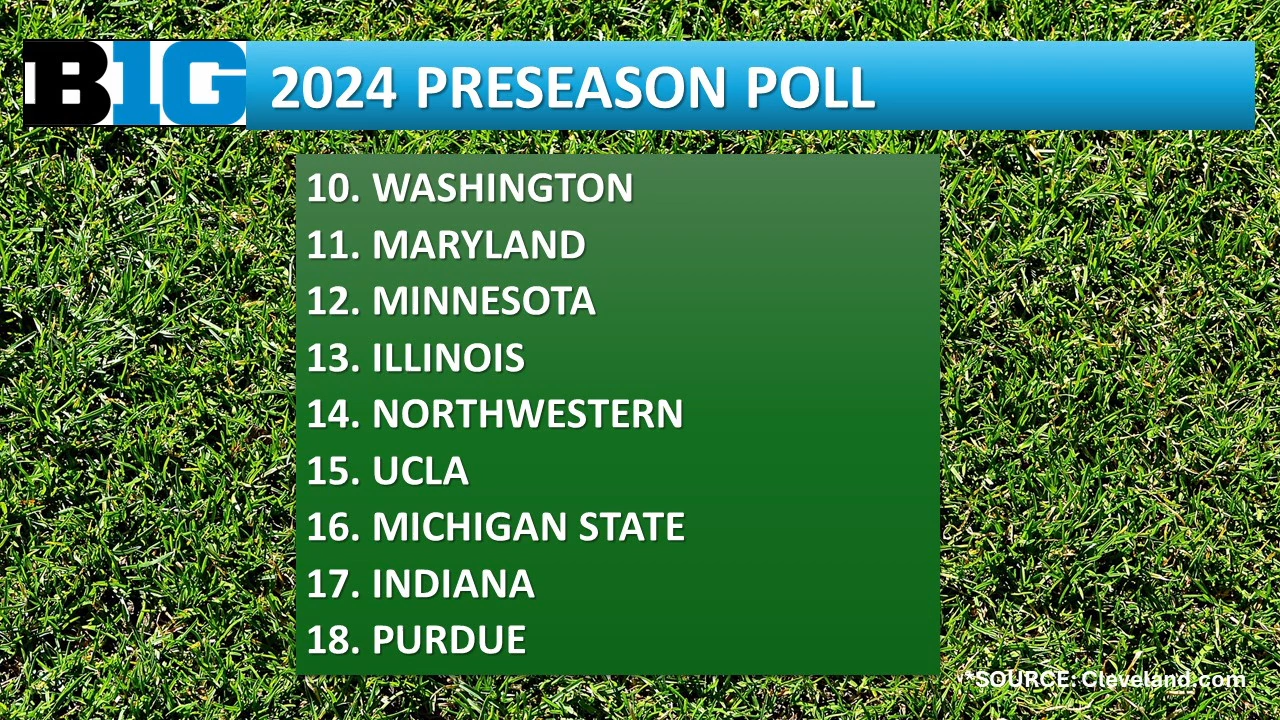 B1G 2024 PRESEASON POLL
10. WASHINGTON
11. MARYLAND
12. MINNESOTA
13. ILLINOIS
14. NORTHWESTERN
15. UCLA
16. MICHIGAN STATE
17. INDIANA
18. PURDUE
*SOURCE: Cleveland.com